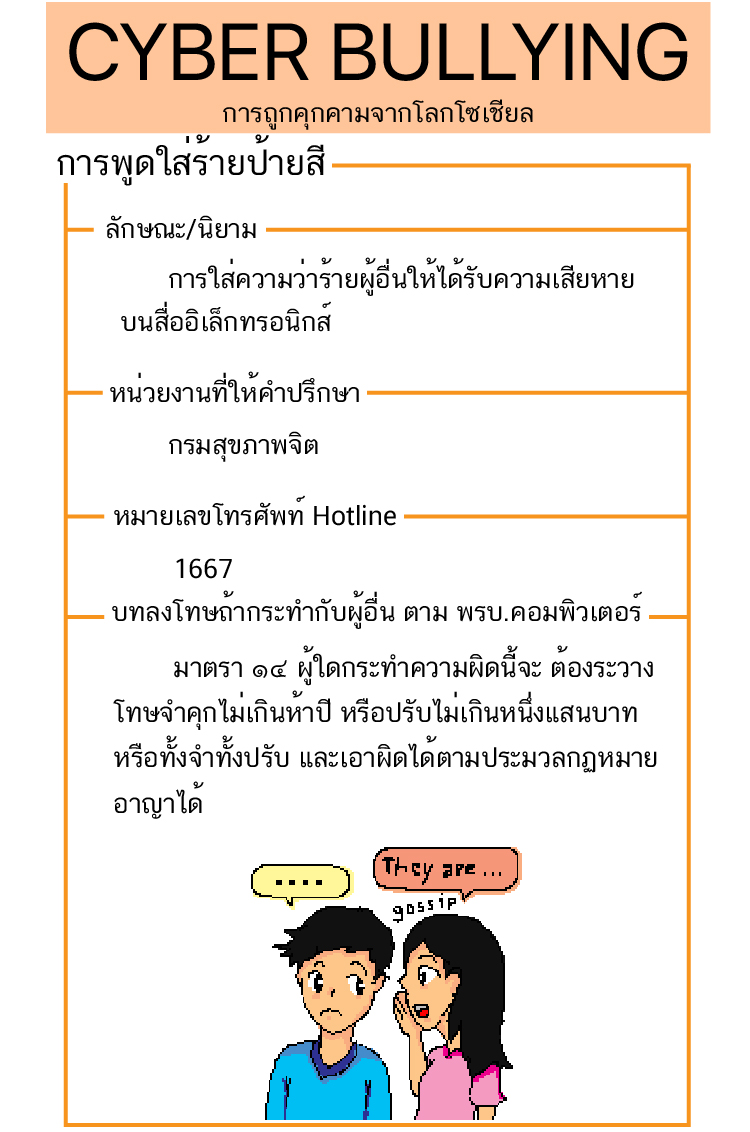 CYBER BULLYING
การถูกคุกคามจากโลกโซเชียล
การพูดใส่ร้ายป้ายสี
ลักษณะ/นิยาม
การใส่ความว่าร้ายผู้อื่นให้ได้รับความเสียหาย
บนสื่ออิเล็กทรอนิกส์
หน่วยงานที่ให้คำปรึกษา
กรมสุขภาพจิต
หมายเลขโทรศัพท์ Hotline
1667
บทลงโทษถ้ากระทำกับผู้อื่น ตาม พรบ.คอมพิวเตอร์
มาตรา ๑๔ ผู้ใดกระทำความผิดนี้จะ ต้องระวาง
โทษจำคุกไม่เกินห้าปี หรือปรับไม่เกินหนึ่งแสนบาท
หรือทั้งจำทั้งปรับ และเอาผิดได้ตามประมวลกฏหมาย
อาญาได้
....
They are ...
gossip